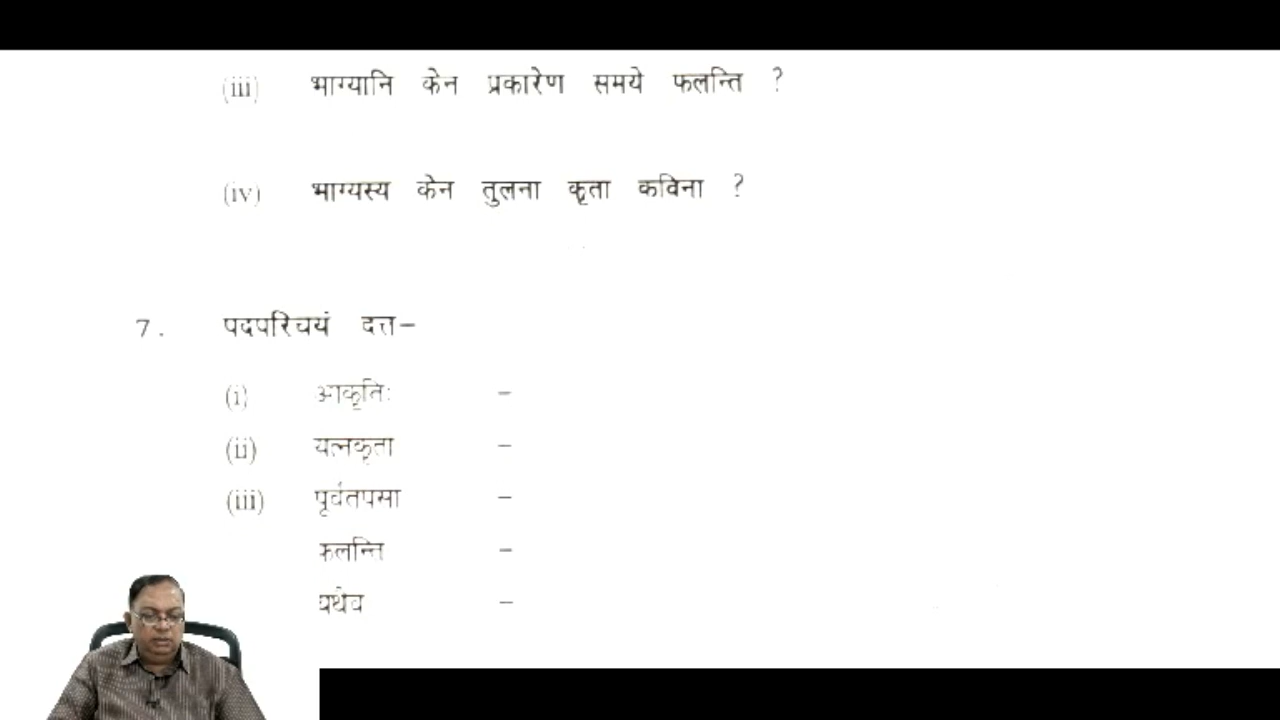 (iii) भाग्यानि केन प्रकारेण समये फलन्ति ?
(iv) भाग्यस्य केन तुलना कृता कविना ?
7. पदपरिचयं दत्त–
(i) आकृतिः –
(ii) यत्नकृता –
(iii) पूर्वतपसा –
फलन्ति –
यथैव –